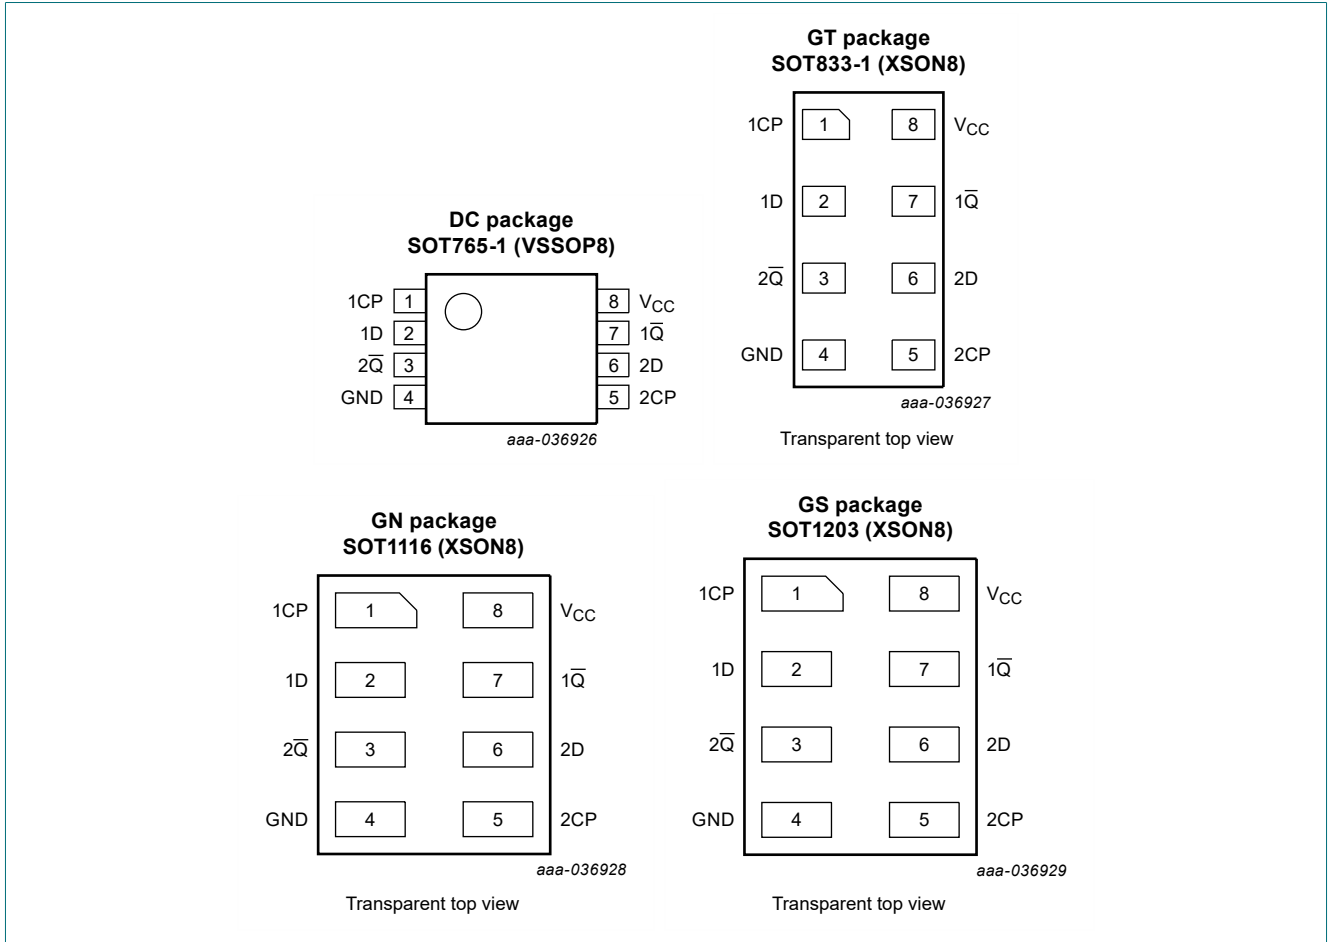 GT package
SOT833-1 (XSON8)
1CP 1 8 VCC
1D 2 7 1Q̅
2Q̅ 3 6 2D
GND 4 5 2CP
aaa-036927
Transparent top view
DC package
SOT765-1 (VSSOP8)
1CP 1 8 VCC
1D 2 7 1Q̅
2Q̅ 3 6 2D
GND 4 5 2CP
aaa-036926
GN package
SOT1116 (XSON8)
1CP 1 8 VCC
1D 2 7 1Q̅
2Q̅ 3 6 2D
GND 4 5 2CP
aaa-036928
Transparent top view
GS package
SOT1203 (XSON8)
1CP 1 8 VCC
1D 2 7 1Q̅
2Q̅ 3 6 2D
GND 4 5 2CP
aaa-036929
Transparent top view